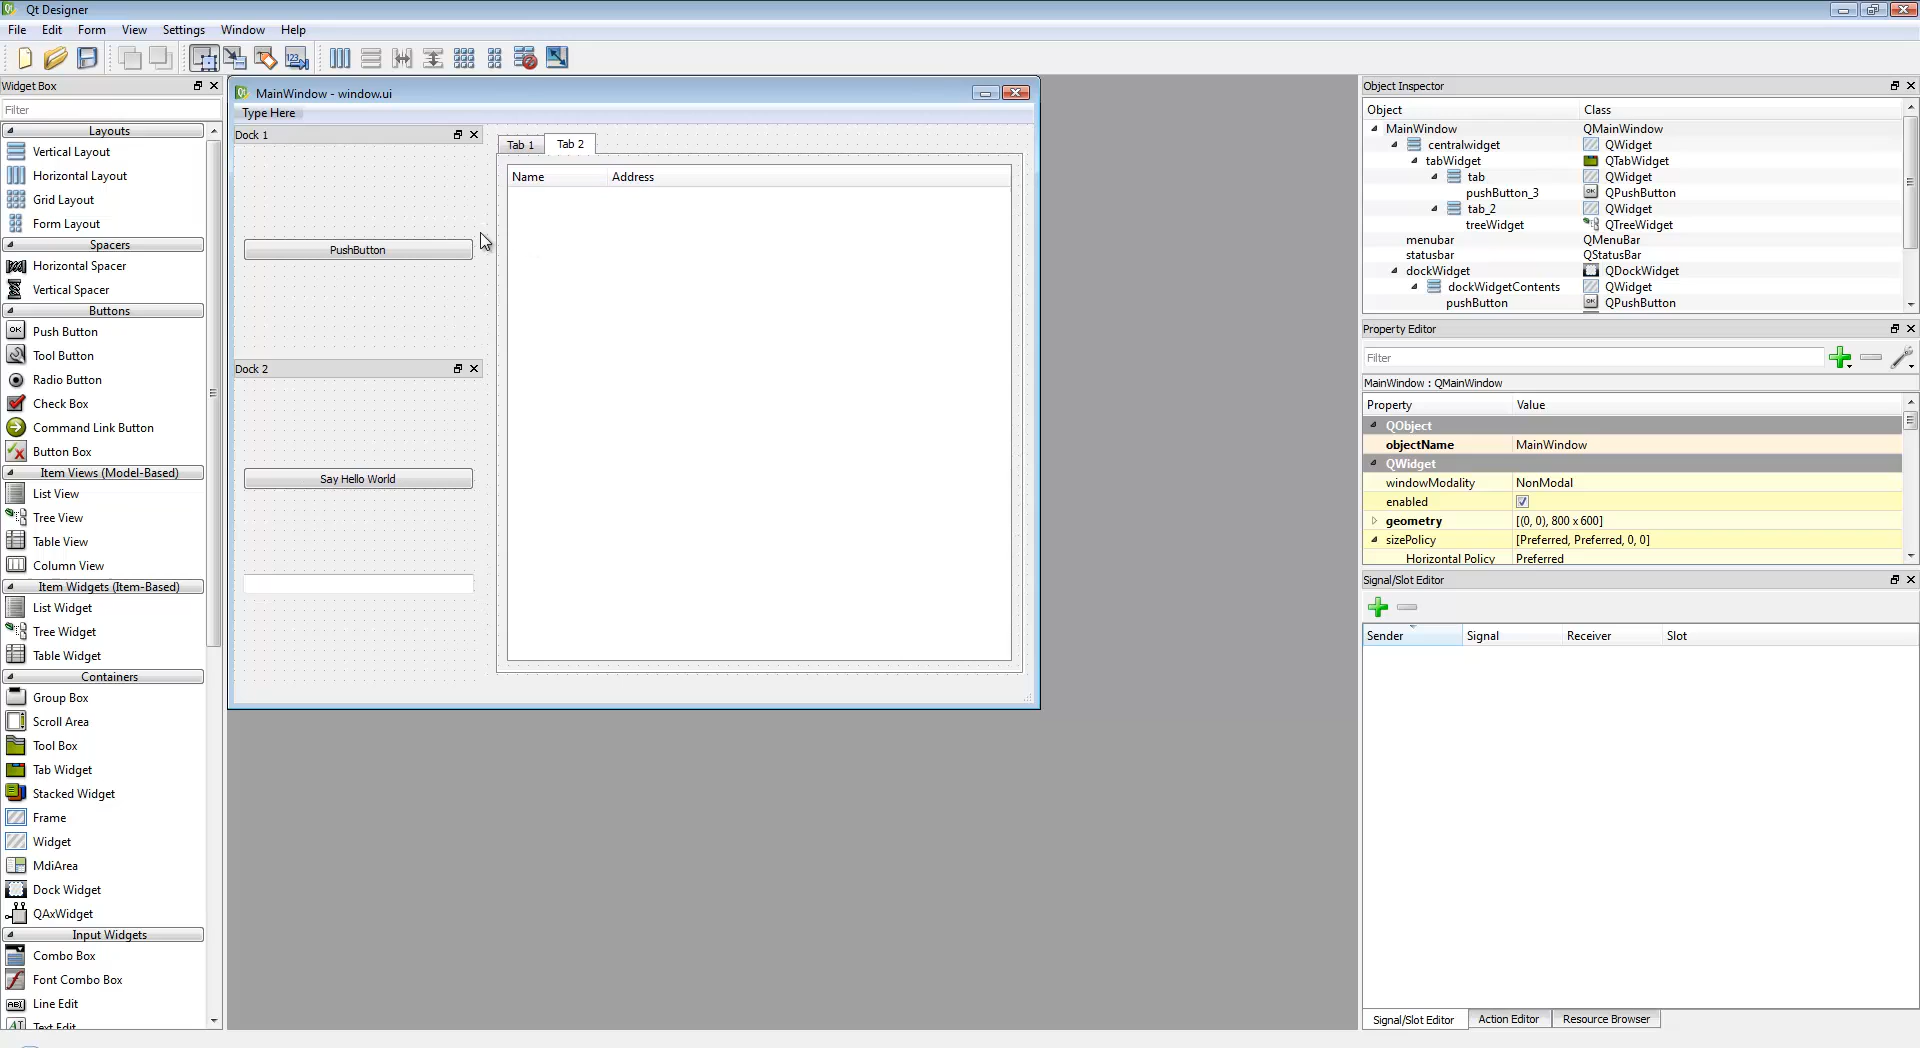 Qt Designer
File Edit Form View Settings Window Help
Widget Box
Filter
Layouts
Vertical Layout
Horizontal Layout
Grid Layout
Form Layout
Spacers
Horizontal Spacer
Vertical Spacer
Buttons
Push Button
Tool Button
Radio Button
Check Box
Command Link Button
Button Box
Item Views (Model-Based)
List View
Tree View
Table View
Column View
Item Widgets (Item-Based)
List Widget
Tree Widget
Table Widget
Containers
Group Box
Scroll Area
Tool Box
Tab Widget
Stacked Widget
Frame
Widget
MdiArea
Dock Widget
QAxWidget
Input Widgets
Combo Box
Font Combo Box
Line Edit
Text Edit
MainWindow - window.ui
Type Here
Dock 1
PushButton
Dock 2
Say Hello World
Tab 1 Tab 2
Name Address
Object Inspector
Object Class
MainWindow QMainWindow
centralwidget QWidget
tabWidget QTabWidget
tab QWidget
pushButton_3 QPushButton
tab_2 QWidget
treeWidget QTreeWidget
menubar QMenuBar
statusbar QStatusBar
dockWidget QDockWidget
dockWidgetContents QWidget
pushButton QPushButton
Property Editor
Filter
MainWindow : QMainWindow
Property Value
QObject
objectName MainWindow
QWidget
windowModality NonModal
enabled
geometry [(0, 0), 800 x 600]
sizePolicy [Preferred, Preferred, 0, 0]
Horizontal Policy Preferred
Signal/Slot Editor
Sender Signal Receiver Slot
Signal/Slot Editor Action Editor Resource Browser